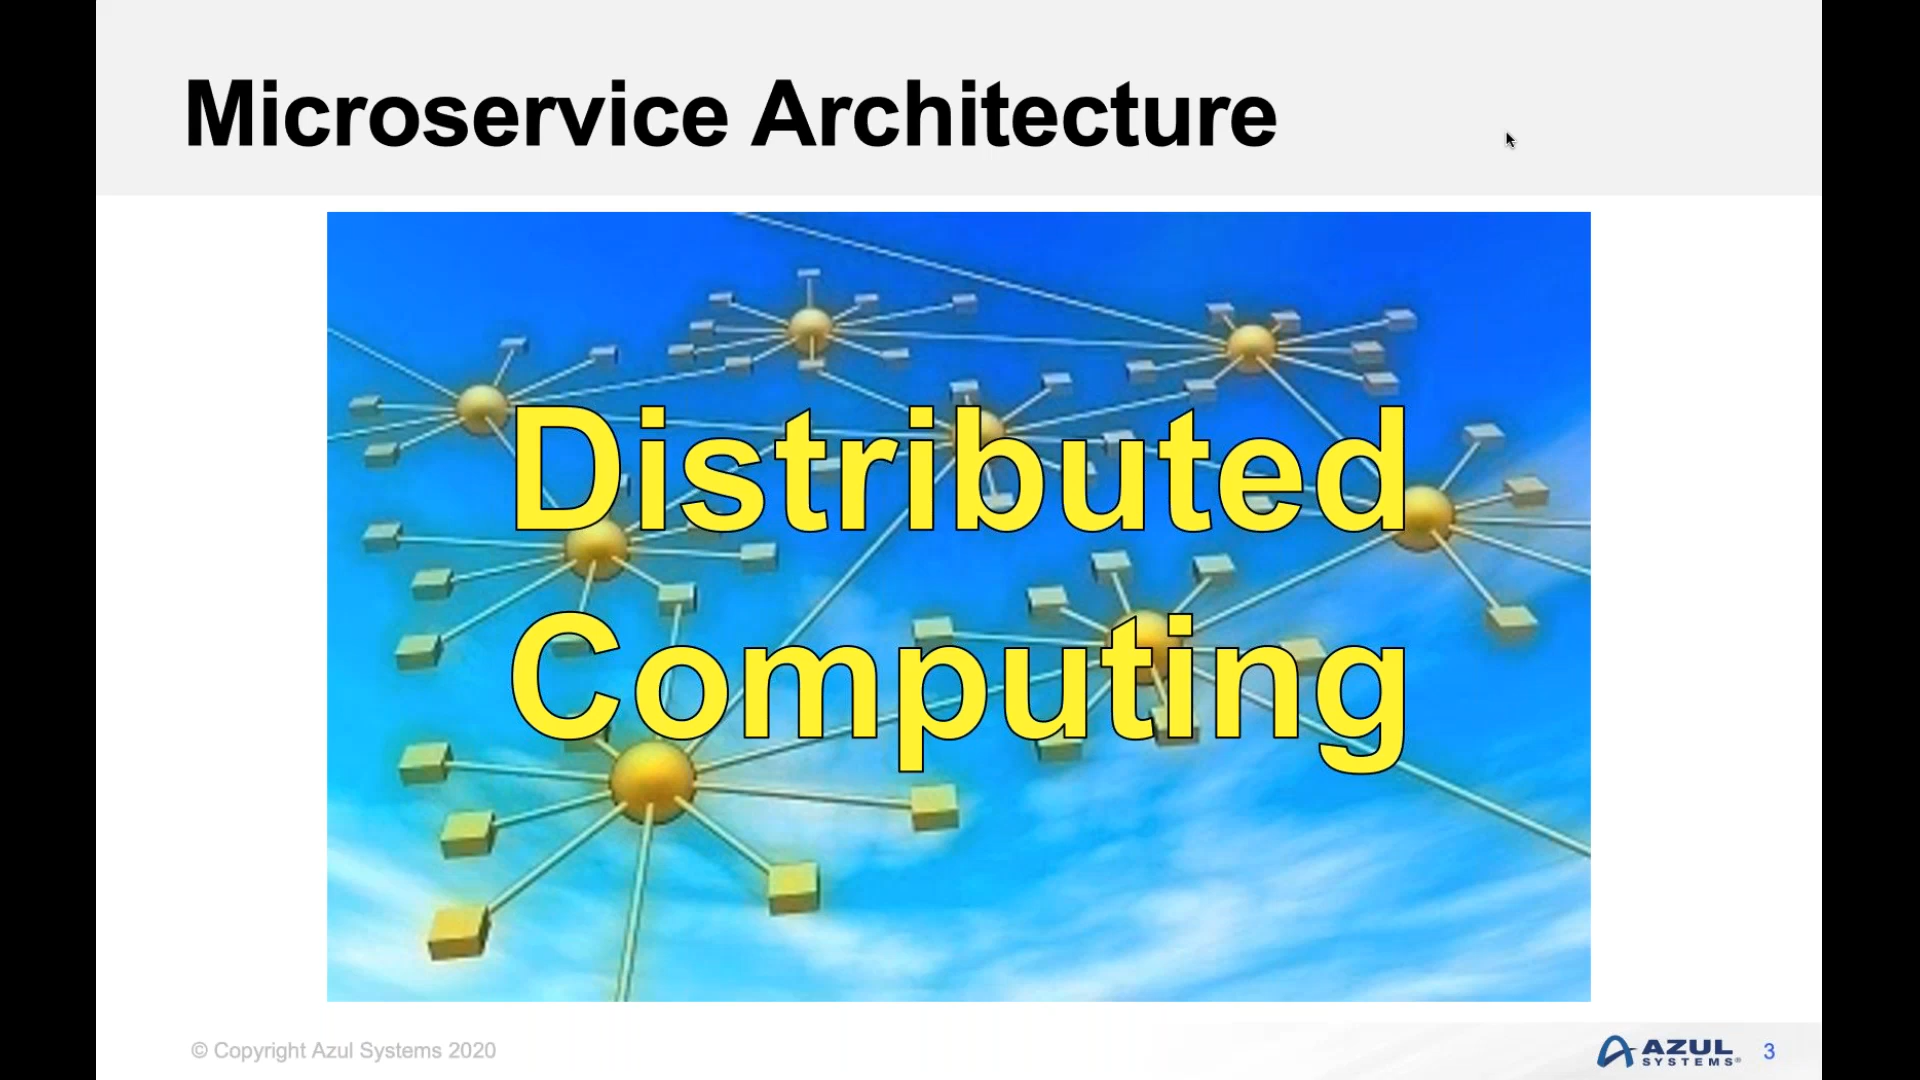 Microservice Architecture
Distributed
Computing
© Copyright Azul Systems 2020
AZUL
SYSTEMS®
3